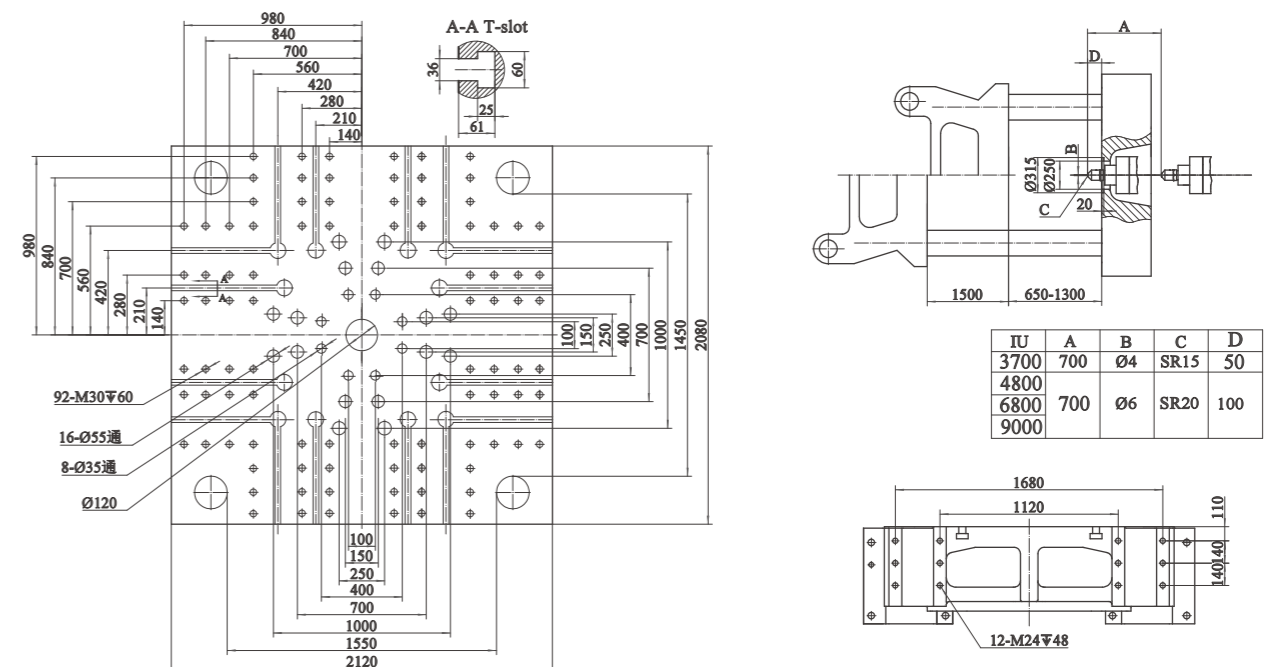 980
840
700
560
420
280
210
140
A-A T-slot
36
60
25
61
980
840
700
560
420
280
210
140
A
A
100
150
250
400
700
1000
1450
2080
92-M30↧60
16-Ø55通
8-Ø35通
Ø120
100
150
250
400
700
1000
1550
2120
A
D
B
Ø315
Ø250
C
20
1500
650-1300
IU A B C D
3700 700 Ø4 SR15 50
4800
6800 700 Ø6 SR20 100
9000
1680
1120
110
140
140
12-M24↧48